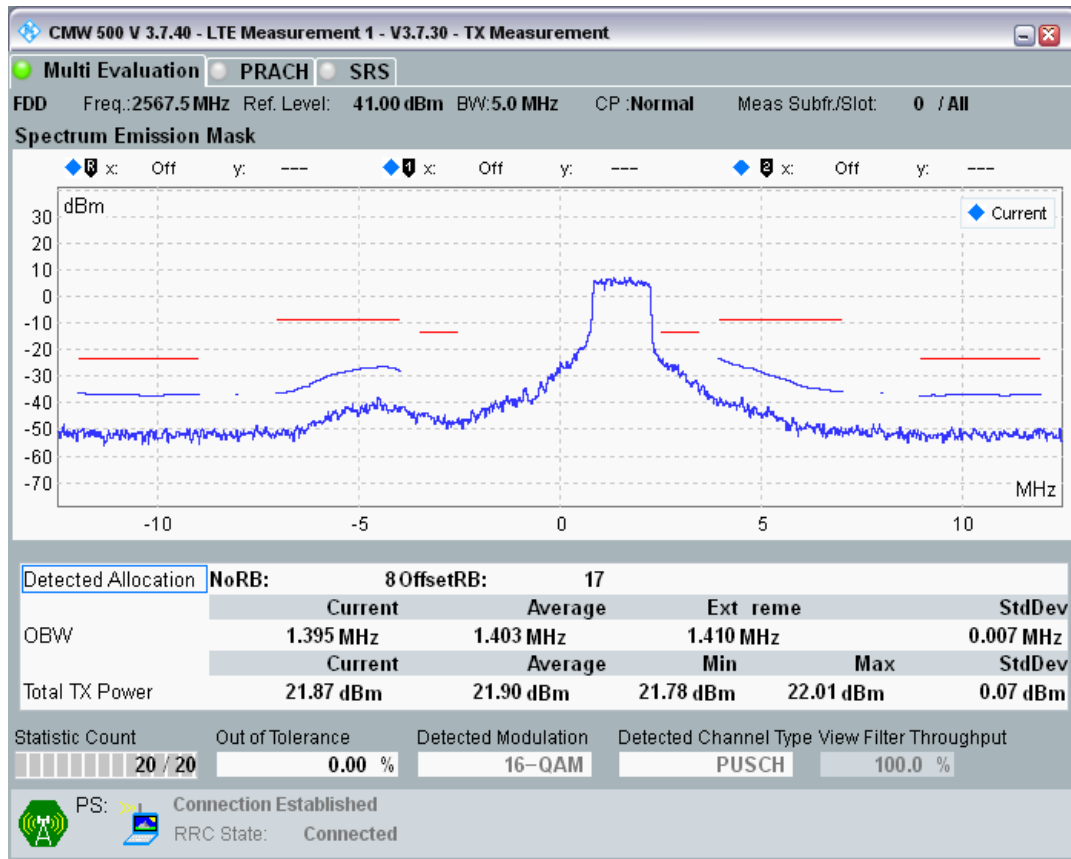 CMW 500 V 3.7.40 - LTE Measurement 1 - V3.7.30 - TX Measurement
Multi Evaluation PRACH SRS
FDD Freq.:2567.5 MHz Ref. Level: 41.00 dBm BW:5.0 MHz CP :Normal Meas Subfr./Slot: 0 / All
Spectrum Emission Mask
R x: Off y: --- 1 x: Off y: --- 2 x: Off y: ---
dBm
Current
30
20
10
0
-10
-20
-30
-40
-50
-60
-70
MHz
-10 -5 0 5 10
Detected Allocation NoRB: 8 OffsetRB: 17
Current Average Ext reme StdDev
OBW 1.395 MHz 1.403 MHz 1.410 MHz 0.007 MHz
Current Average Min Max StdDev
Total TX Power 21.87 dBm 21.90 dBm 21.78 dBm 22.01 dBm 0.07 dBm
Statistic Count Out of Tolerance Detected Modulation Detected Channel Type View Filter Throughput
20 / 20 0.00 % 16-QAM PUSCH 100.0 %
PS: Connection Established
RRC State: Connected